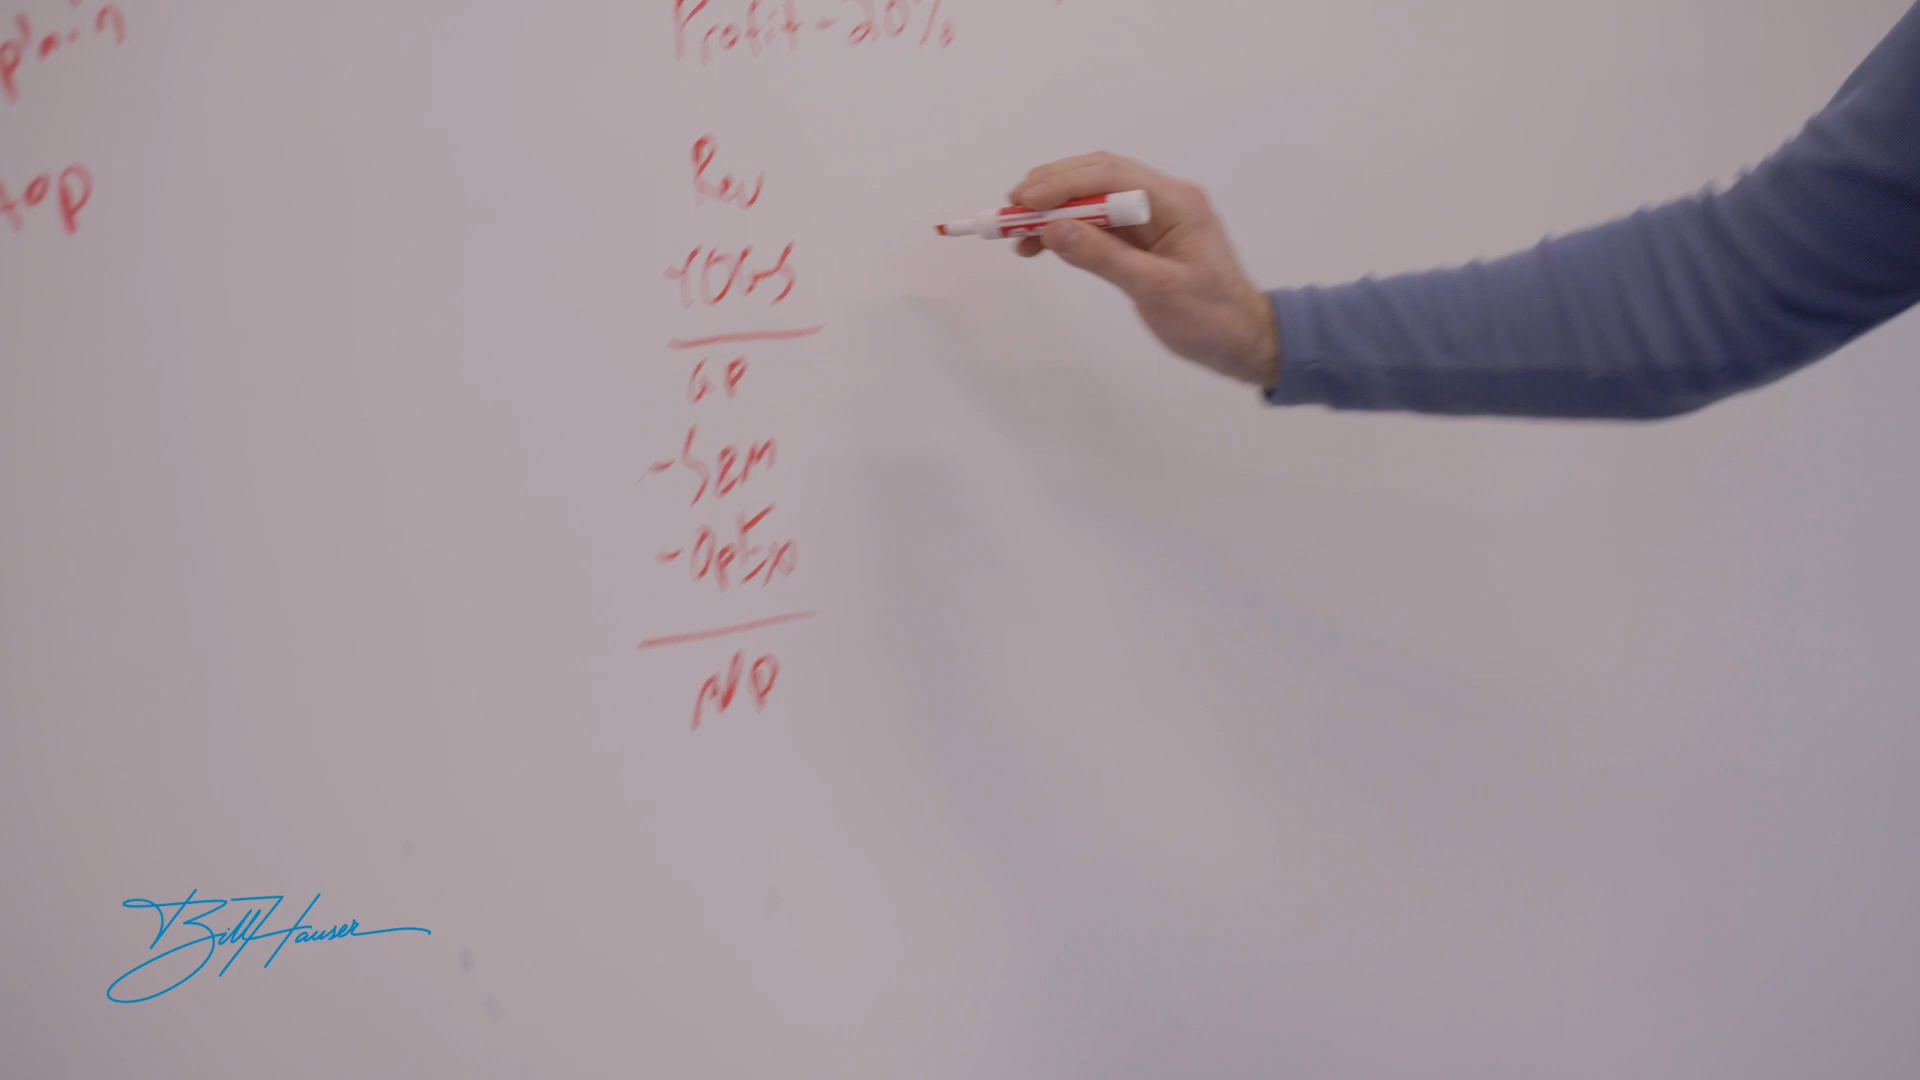 Profit - 20%
top
Rev
-COGS
GP
-S&M
-OpEx
NP
Bill Hauser